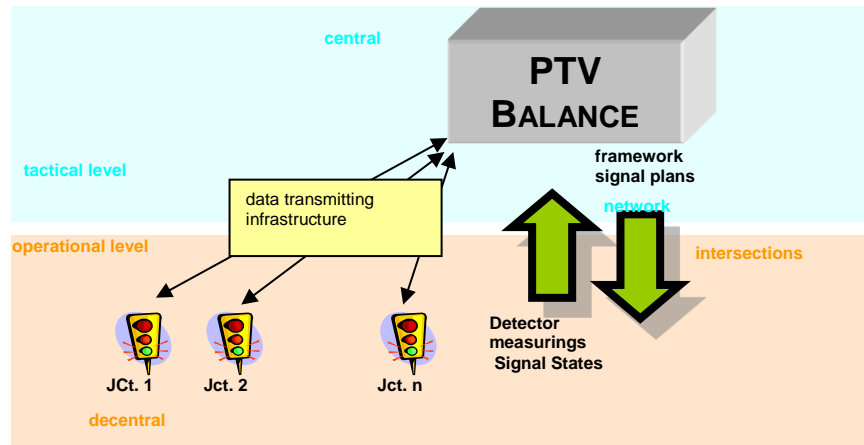 central
PTV
BALANCE
tactical level
framework
signal plans
data transmitting
infrastructure
network
operational level
intersections
Detector
measurings
Signal States
JCt. 1
Jct. 2
Jct. n
decentral